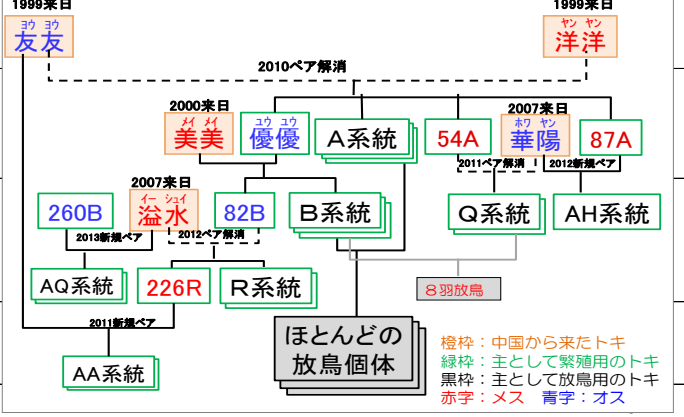 1999来日
1999来日
ヨウ ヨウ
友友
ヤン ヤン
洋洋
2010ペア解消
2000来日
2007来日
メイ メイ
美美
ユウ ユウ
優優
A系統
54A
ホワ ヤン
華陽
87A
2011ペア解消
2012新規ペア
2007来日
260B
イー シュイ
溢水
82B
B系統
Q系統
AH系統
2013新規ペア
2012ペア解消
AQ系統
226R
R系統
8羽放鳥
2011新規ペア
ほとんどの
放鳥個体
AA系統
橙枠：中国から来たトキ
緑枠：主として繁殖用のトキ
黒枠：主として放鳥用のトキ
赤字：メス 青字：オス